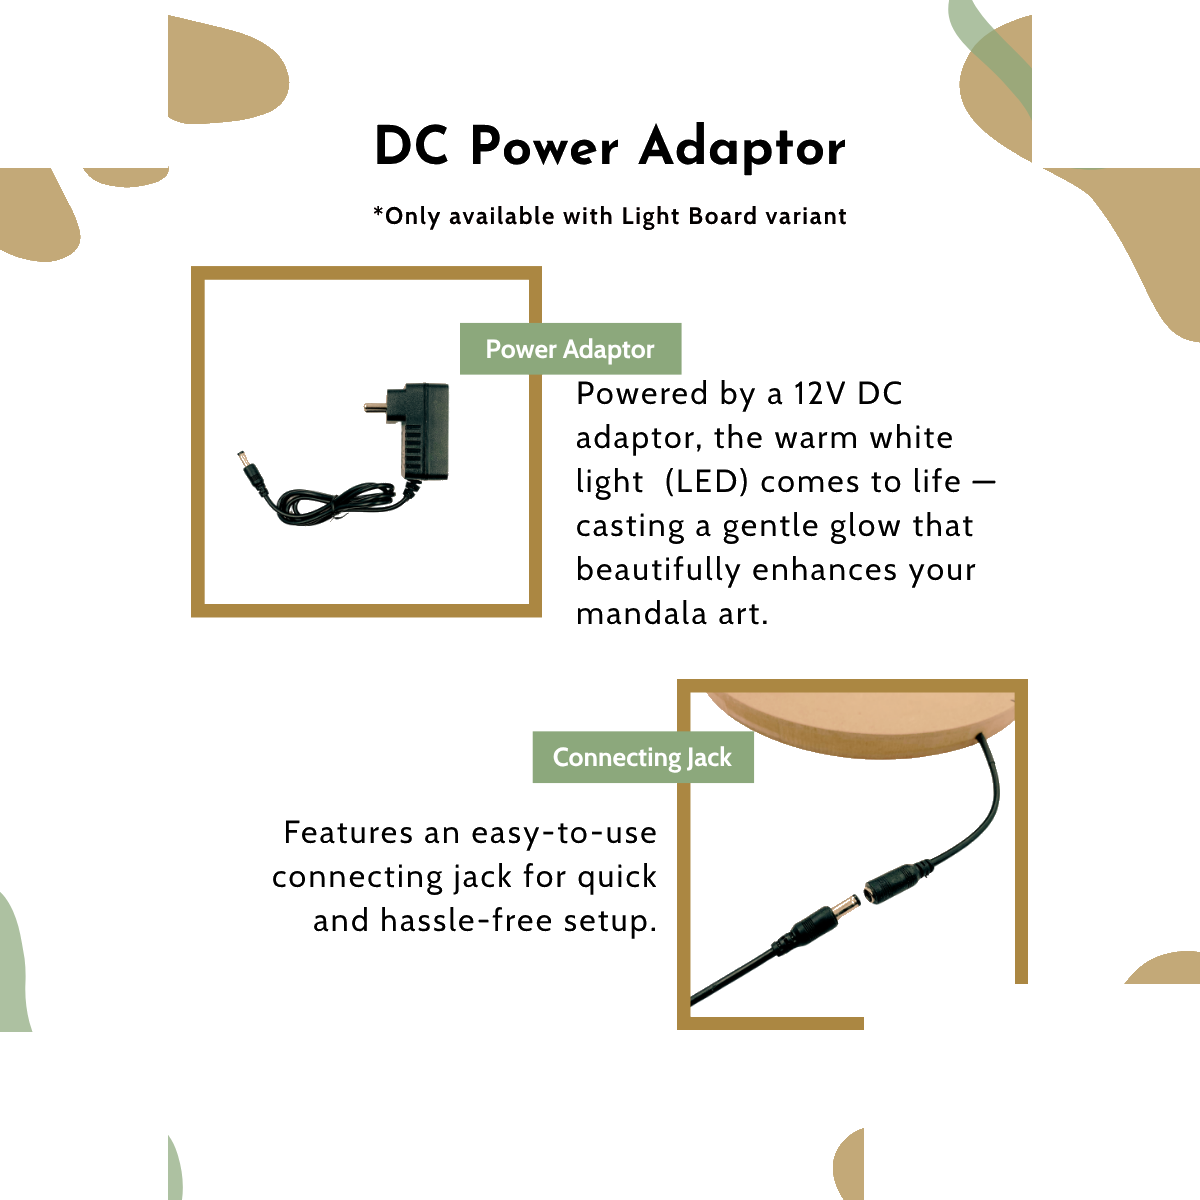 DC Power Adaptor
*Only available with Light Board variant
Power Adaptor
Powered by a 12V DC
adaptor, the warm white
light  (LED) comes to life —
casting a gentle glow that
beautifully enhances your
mandala art.
Connecting Jack
Features an easy-to-use
connecting jack for quick
and hassle-free setup.